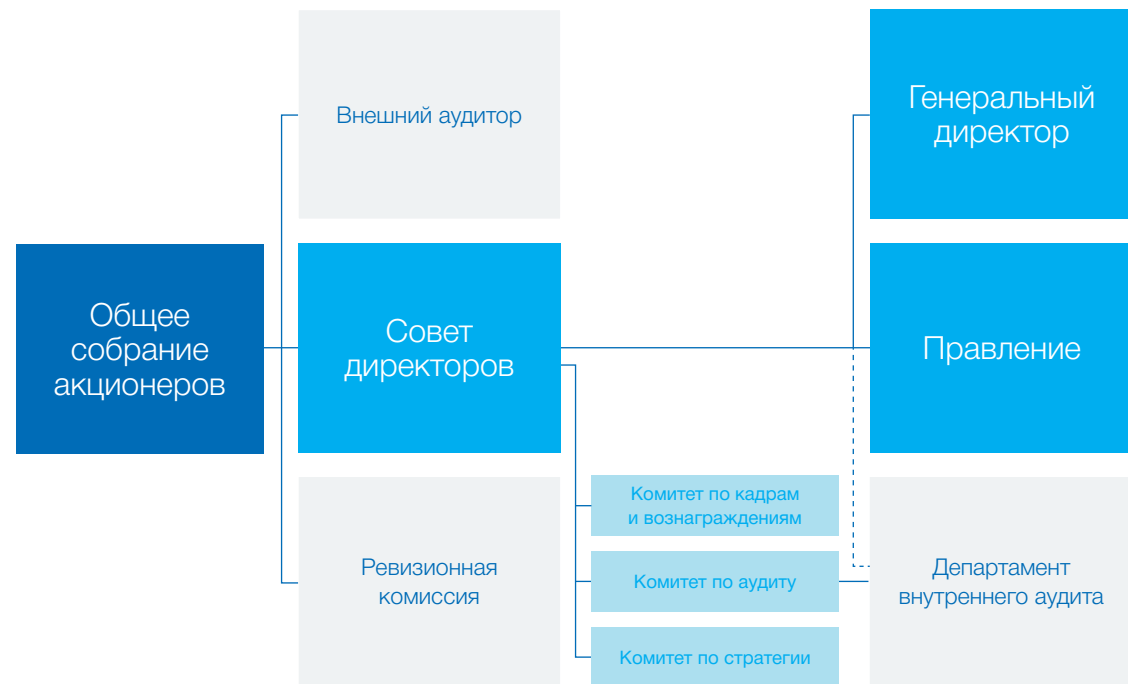 Внешний аудитор
Генеральный
директор
Общее
собрание
акционеров
Совет
директоров
Правление
Комитет по кадрам
и вознаграждениям
Ревизионная
комиссия
Комитет по аудиту
Департамент
внутреннего аудита
Комитет по стратегии